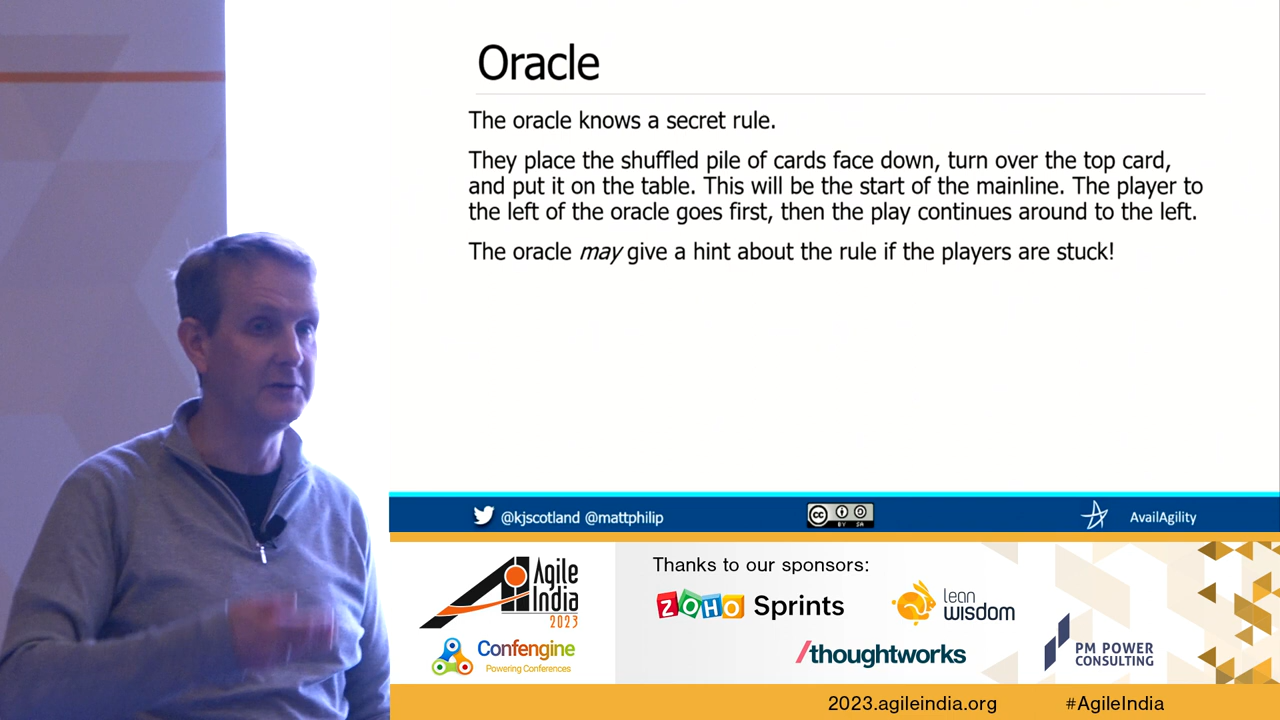 Oracle
The oracle knows a secret rule.
They place the shuffled pile of cards face down, turn over the top card,
and put it on the table. This will be the start of the mainline. The player to
the left of the oracle goes first, then the play continues around to the left.
The oracle may give a hint about the rule if the players are stuck!
@kjscotland @mattphilip
cc
BY SA
AvailAgility
Agile
India
2023
Confengine
Powering Conferences
Thanks to our sponsors:
ZOHO Sprints
lean
wisdom
/thoughtworks
PM POWER
CONSULTING
2023.agileindia.org
#AgileIndia